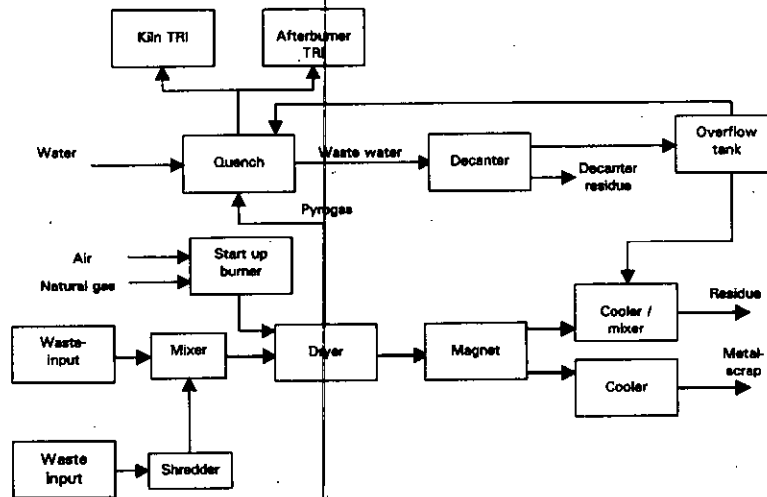 Kiln TRI
Afterburner
TRI
Water
Quench
Waste water
Decanter
Overflow
tank
Decanter
residue
Pyrogas
Air
Natural gas
Start up
burner
Waste-
input
Mixer
Dryer
Magnet
Cooler /
mixer
Residue
Cooler
Metal-
scrap
Waste
input
Shredder